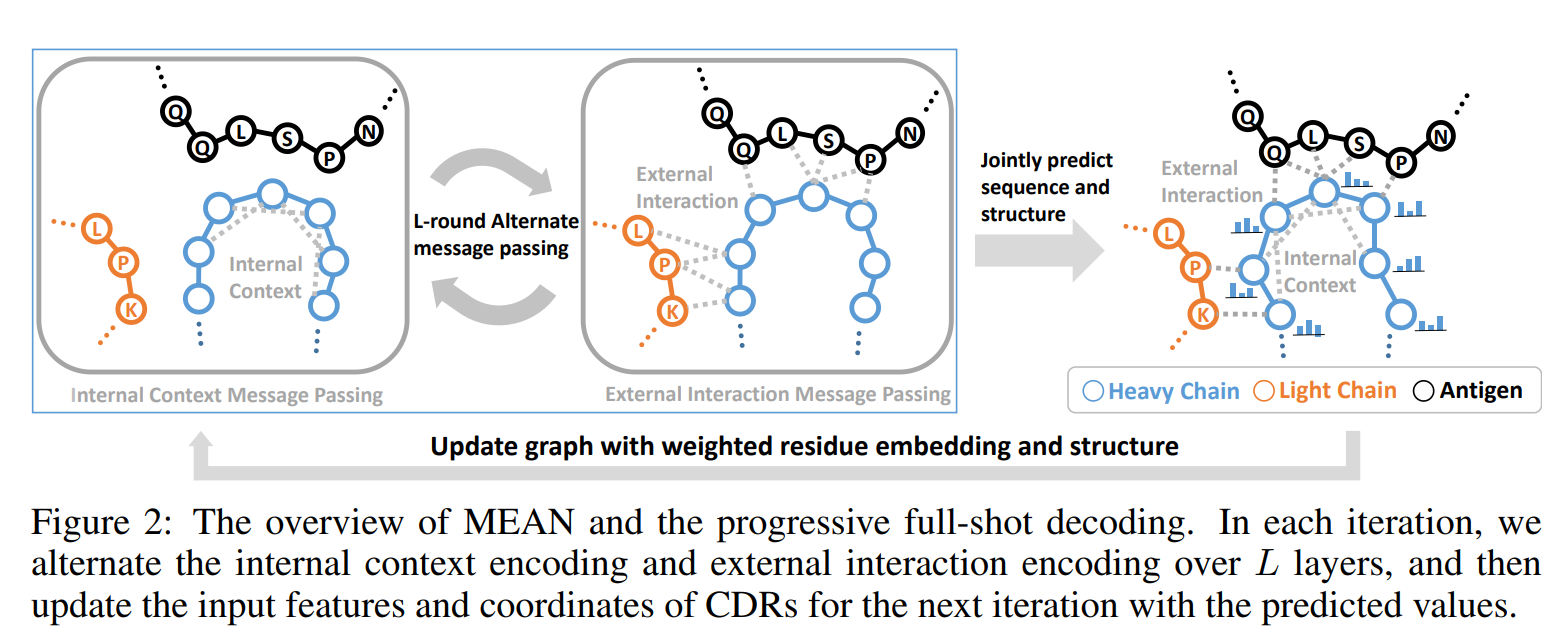 Q
Q
L
S
P
N
L
P
K
Internal
Context
Internal Context Message Passing
L-round Alternate
message passing
Q
Q
L
S
P
N
External
Interaction
L
P
K
External Interaction Message Passing
Jointly predict
sequence and
structure
Q
Q
L
S
P
N
External
Interaction
L
P
K
Internal
Context
Heavy Chain Light Chain Antigen
Update graph with weighted residue embedding and structure
Figure 2: The overview of MEAN and the progressive full-shot decoding. In each iteration, we
alternate the internal context encoding and external interaction encoding over L layers, and then
update the input features and coordinates of CDRs for the next iteration with the predicted values.